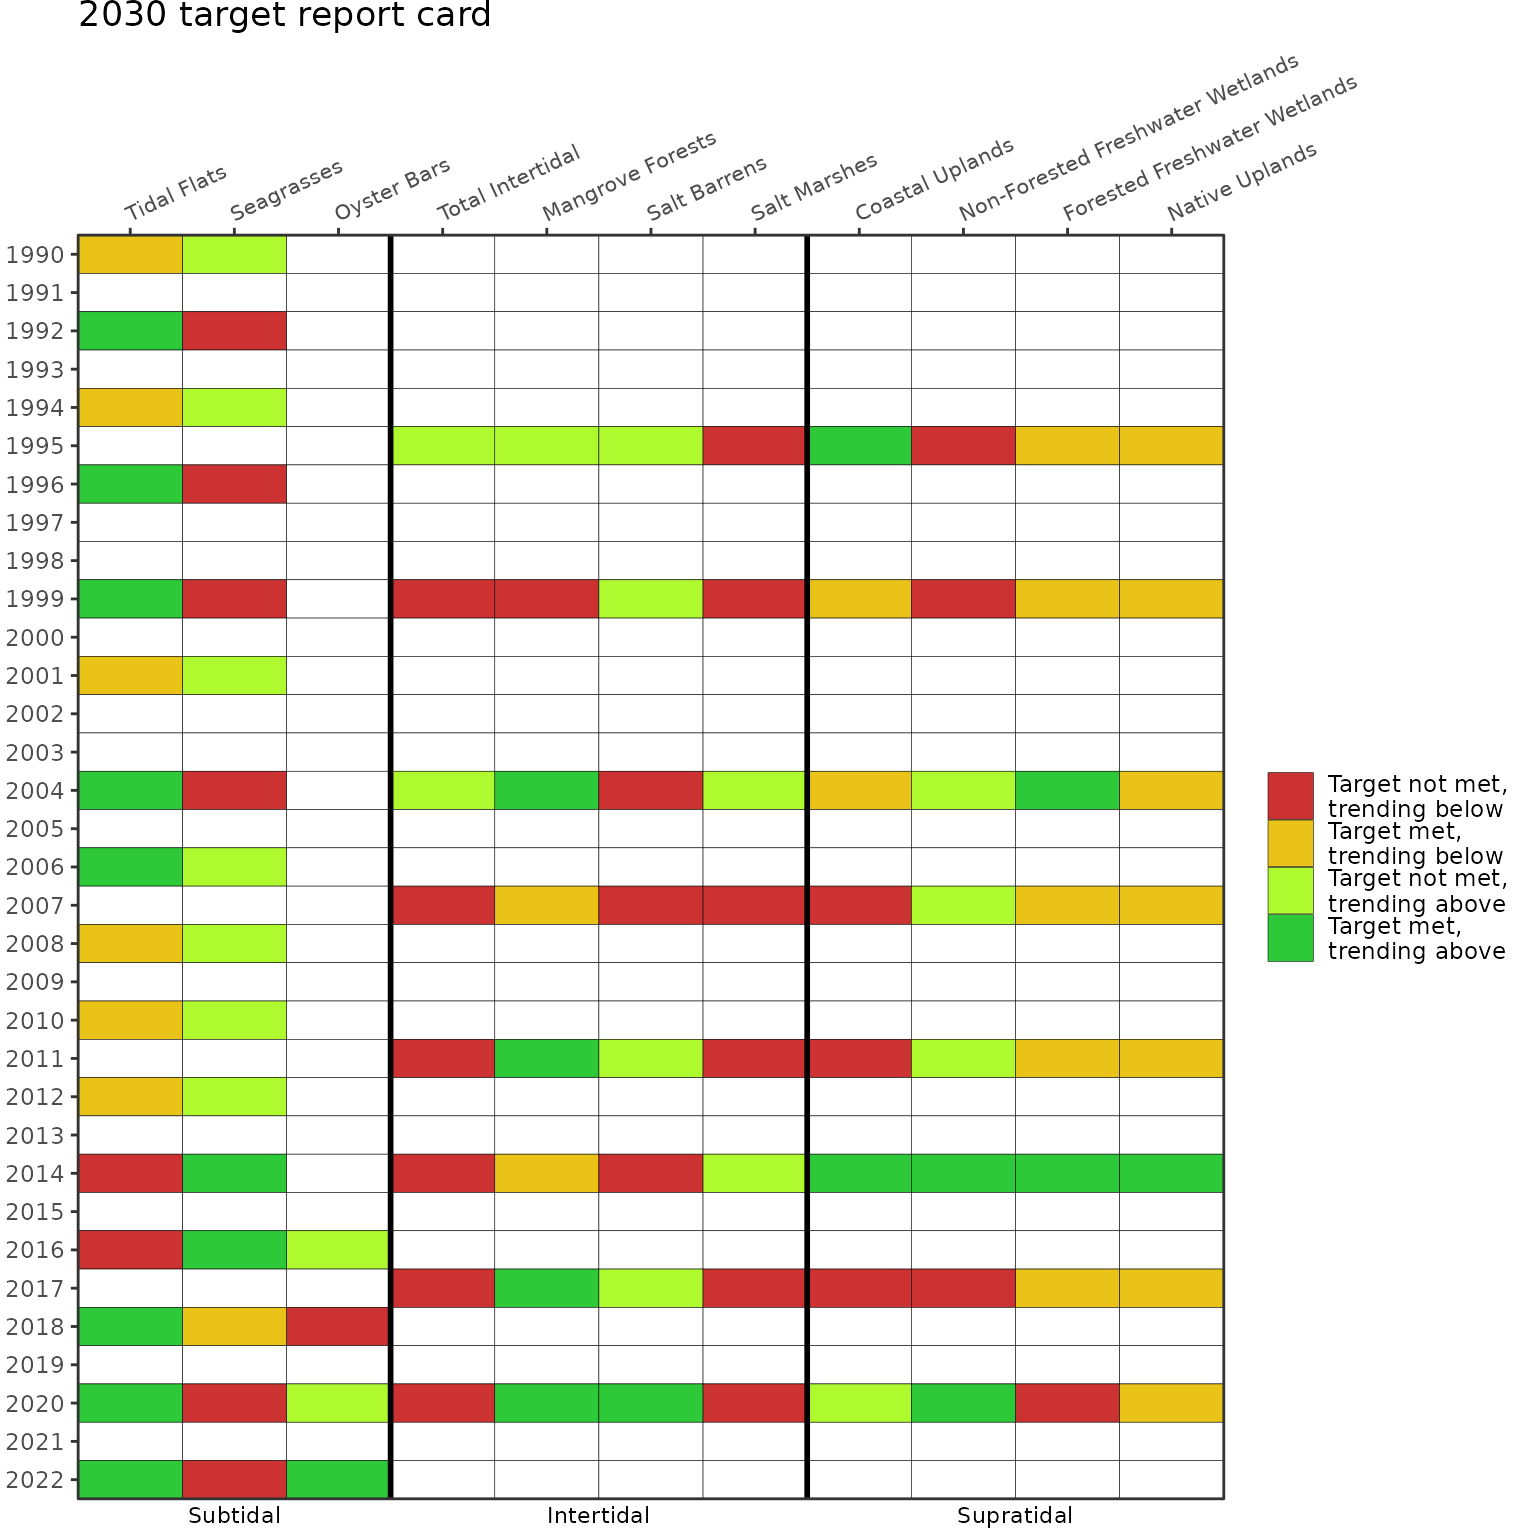 2030 target report card
Tidal Flats
Seagrasses
Oyster Bars
Total Intertidal
Mangrove Forests
Salt Barrens
Salt Marshes
Coastal Uplands
Non-Forested Freshwater Wetlands
Forested Freshwater Wetlands
Native Uplands
1990
1991
1992
1993
1994
1995
1996
1997
1998
1999
2000
2001
2002
2003
2004
2005
2006
2007
2008
2009
2010
2011
2012
2013
2014
2015
2016
2017
2018
2019
2020
2021
2022
Subtidal
Intertidal
Supratidal
Target not met,
trending below
Target met,
trending below
Target not met,
trending above
Target met,
trending above